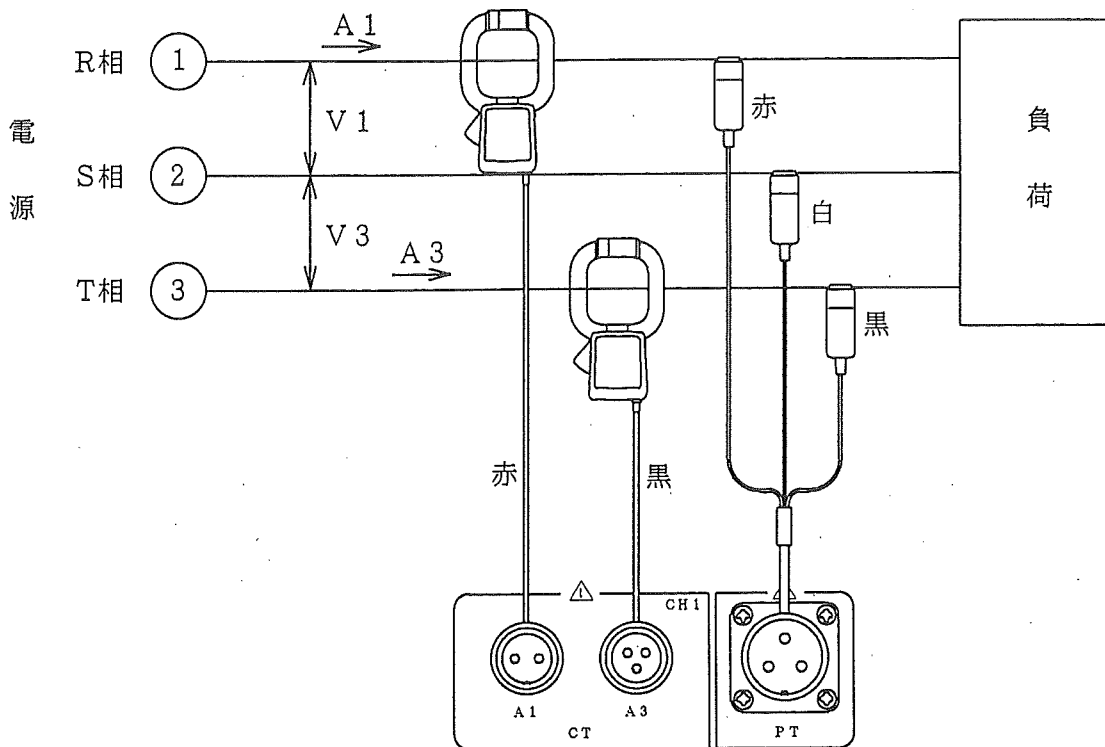 A1
R相 ① 赤
V1
電源
負荷
S相 ② 白
V3
A3
T相 ③ 黒
赤 黒
CH1
A1 A3
CT PT